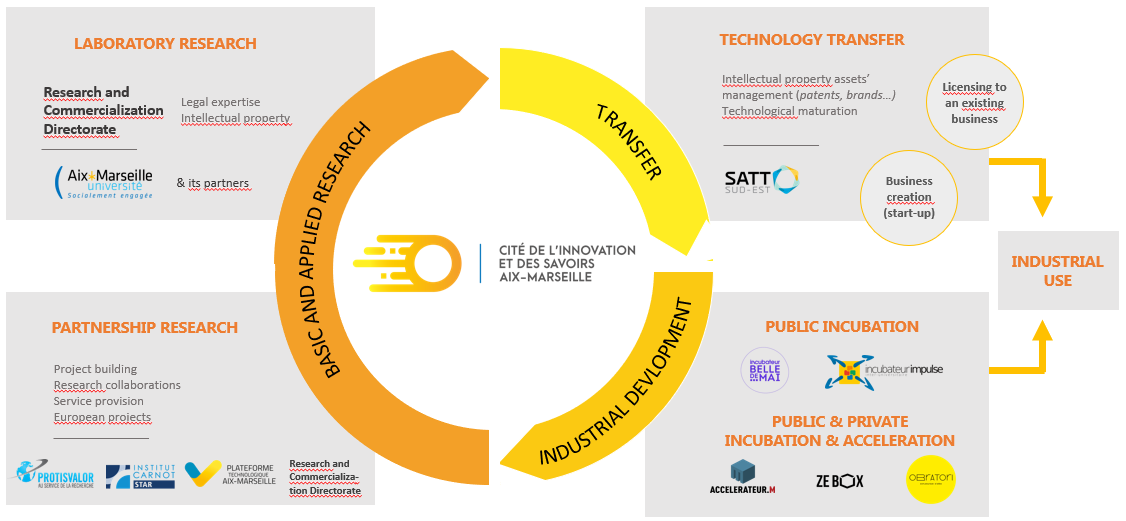 LABORATORY RESEARCH
Research and
Commercialization
Directorate
Legal expertise
Intellectual property
Aix Marseille
université
Socialement engagée
& its partners
BASIC AND APPLIED RESEARCH
TRANSFER
INDUSTRIAL DEVLOPMENT
CITÉ DE L'INNOVATION
ET DES SAVOIRS
AIX–MARSEILLE
TECHNOLOGY TRANSFER
Intellectual property assets'
management (patents, brands…)
Technological maturation
SATT
SUD-EST
Licensing to
an existing
business
Business
creation
(start-up)
INDUSTRIAL
USE
PARTNERSHIP RESEARCH
Project building
Research collaborations
Service provision
European projects
PROTISVALOR
AU SERVICE DE LA RECHERCHE
INSTITUT
CARNOT
STAR
PLATEFORME
TECHNOLOGIQUE
AIX-MARSEILLE
Research and
Commercializa-
tion Directorate
PUBLIC INCUBATION
incubateur
BELLE
DE MAI
incubateur impulse
PUBLIC & PRIVATE
INCUBATION & ACCELERATION
ACCELERATEUR.M
ZE BOX
OBRATORI